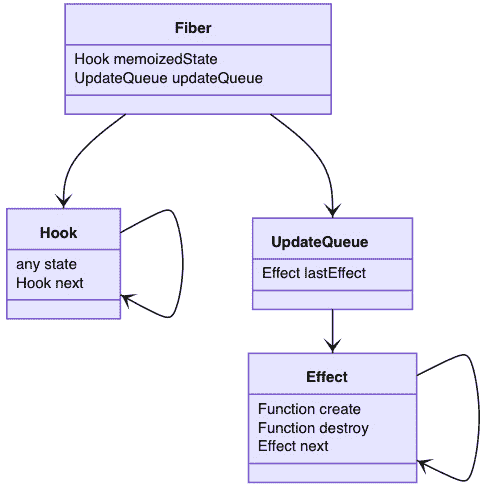 Fiber
Hook memoizedState
UpdateQueue updateQueue
Hook
any state
Hook next
UpdateQueue
Effect lastEffect
Effect
Function create
Function destroy
Effect next